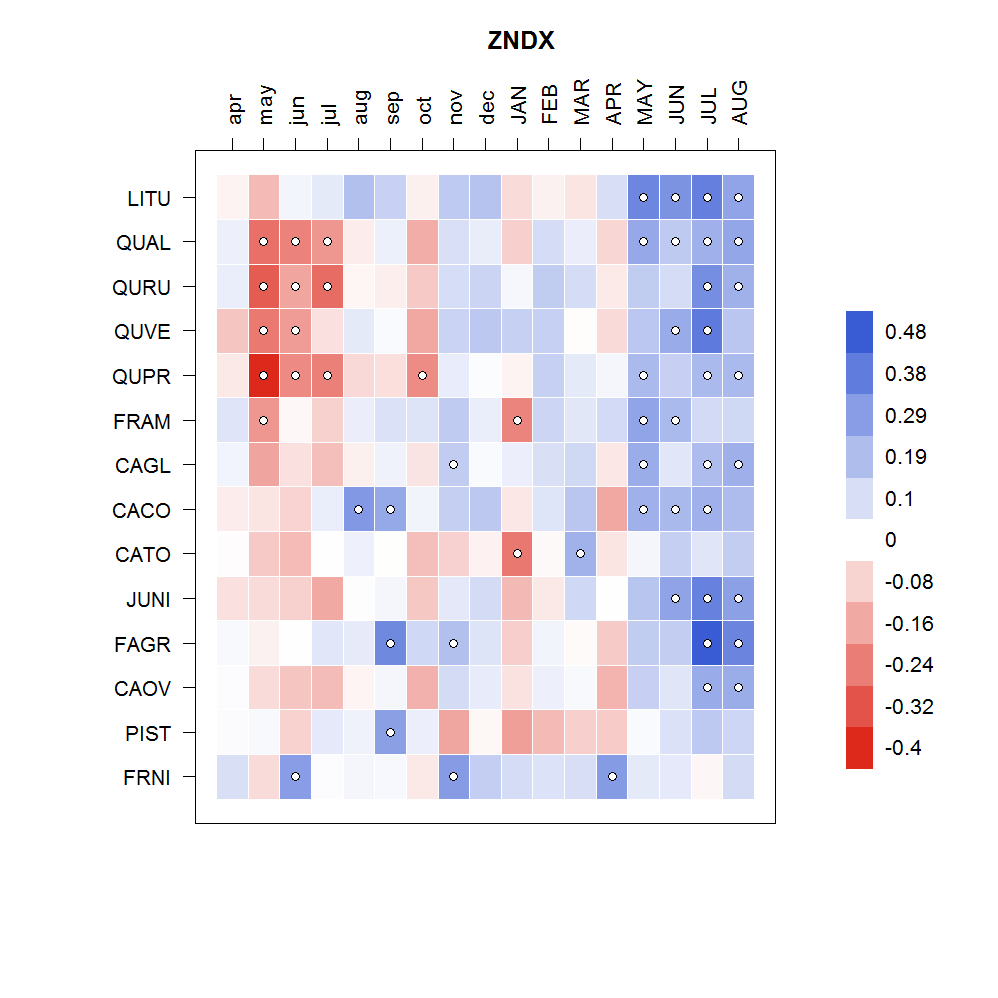 ZNDX
apr may jun jul aug sep oct nov dec JAN FEB MAR APR MAY JUN JUL AUG
LITU
QUAL
QURU
QUVE
QUPR
FRAM
CAGL
CACO
CATO
JUNI
FAGR
CAOV
PIST
FRNI
0.48
0.38
0.29
0.19
0.1
0
-0.08
-0.16
-0.24
-0.32
-0.4